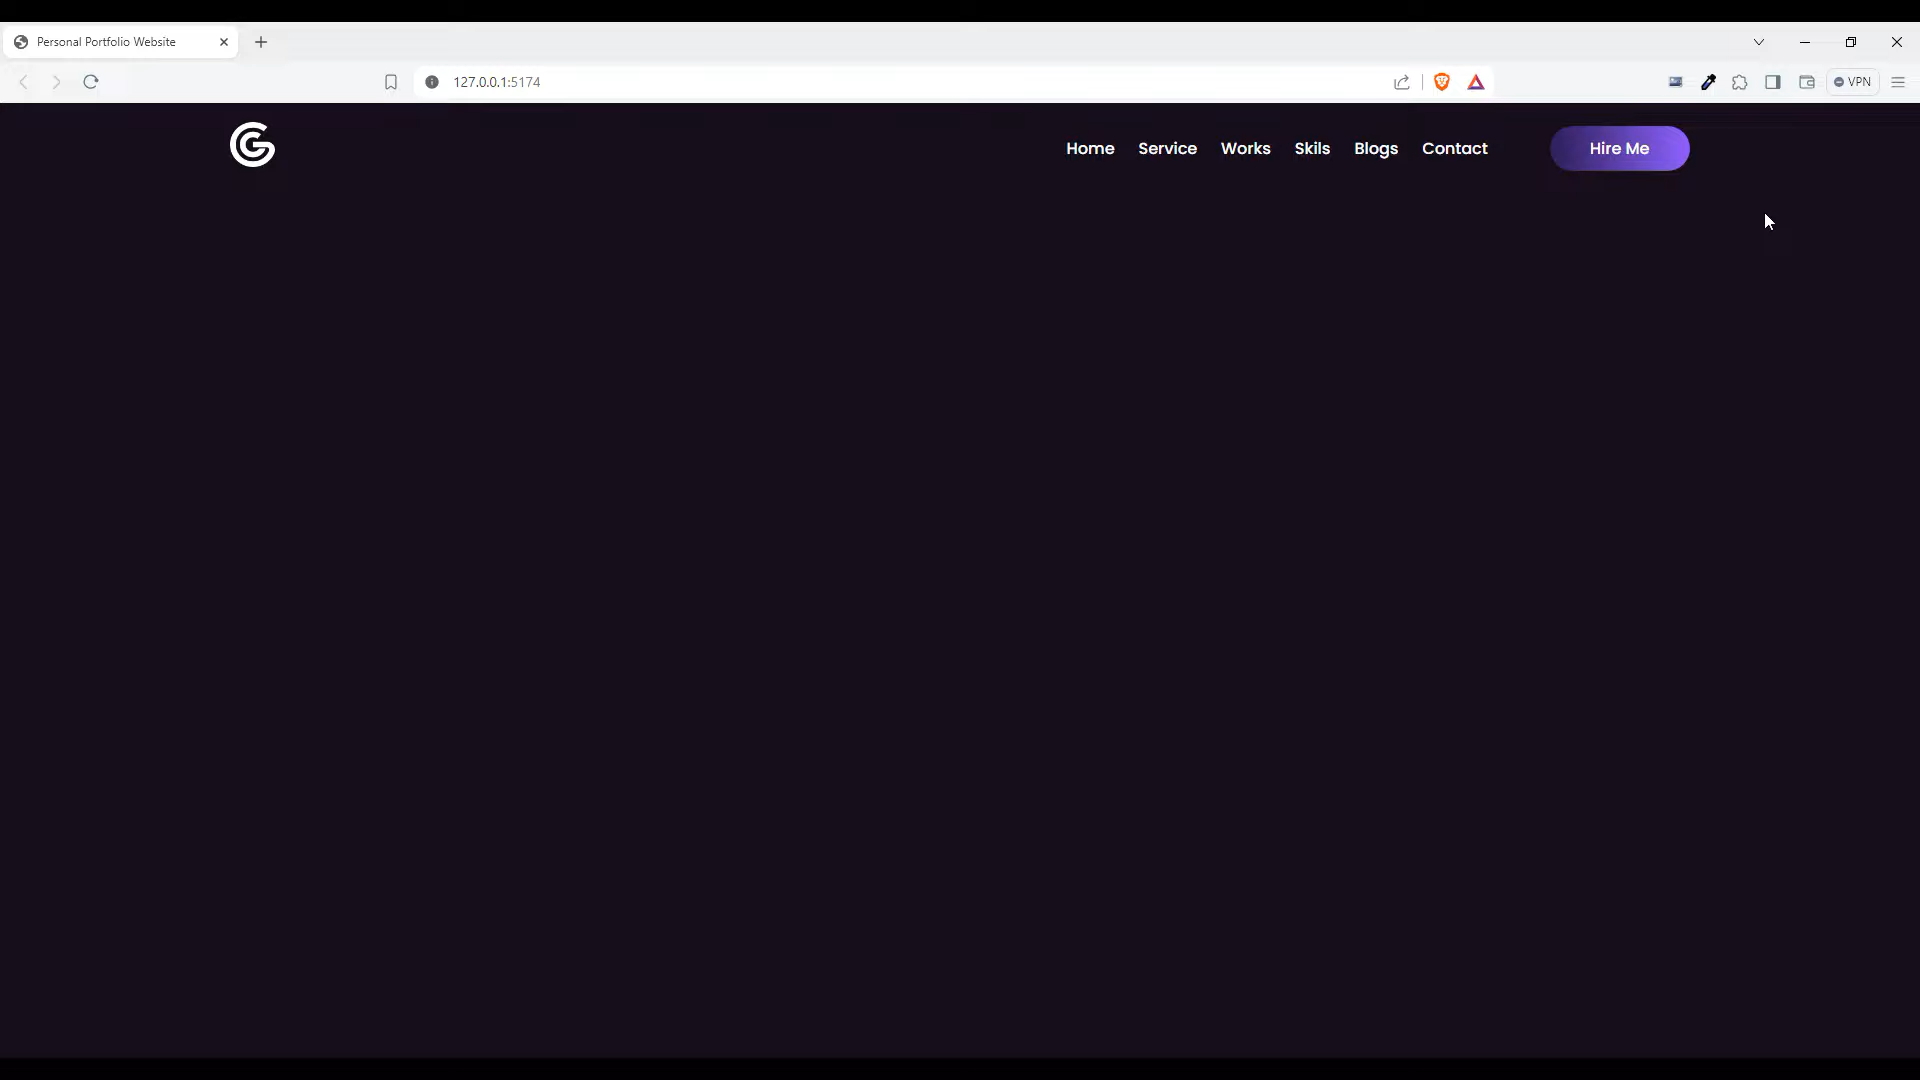 Personal Portfolio Website
127.0.0.1:5174
VPN
Home Service Works Skils Blogs Contact Hire Me